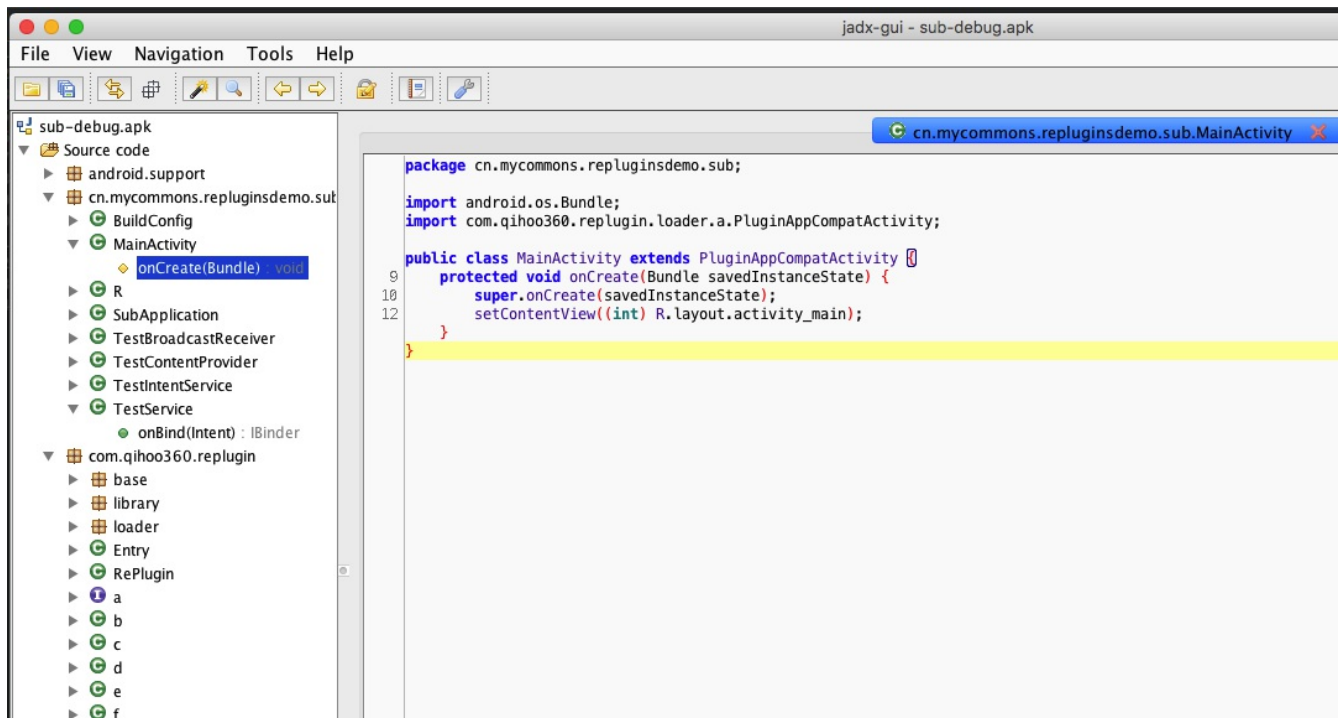 jadx-gui - sub-debug.apk
File View Navigation Tools Help
sub-debug.apk
Source code
android.support
cn.mycommons.repluginsdemo.sub
BuildConfig
MainActivity
onCreate(Bundle) : void
R
SubApplication
TestBroadcastReceiver
TestContentProvider
TestIntentService
TestService
onBind(Intent) : IBinder
com.qihoo360.replugin
base
library
loader
Entry
RePlugin
a
b
c
d
e
f
cn.mycommons.repluginsdemo.sub.MainActivity
package cn.mycommons.repluginsdemo.sub;
import android.os.Bundle;
import com.qihoo360.replugin.loader.a.PluginAppCompatActivity;
public class MainActivity extends PluginAppCompatActivity {
9 protected void onCreate(Bundle savedInstanceState) {
10 super.onCreate(savedInstanceState);
12 setContentView((int) R.layout.activity_main);
}
}